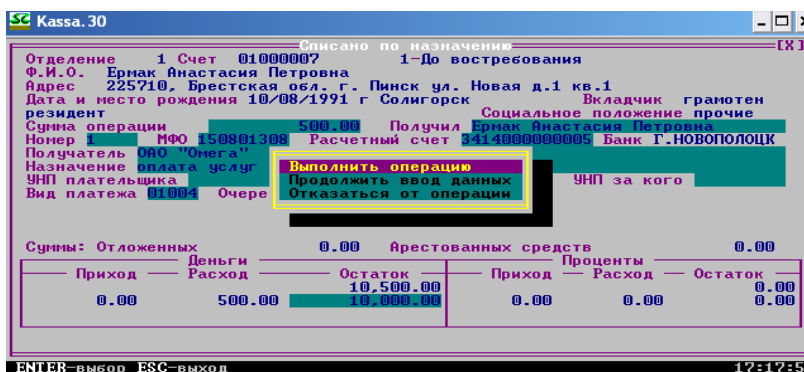 Kassa.30
Списано по назначению [X]
Отделение 1 Счет 01000007 1-До востребования
Ф.И.О. Ермак Анастасия Петровна
Адрес 225710, Брестская обл. г. Пинск ул. Новая д.1 кв.1
Дата и место рождения 10/08/1991 г Солигорск Вкладчик грамотен
резидент Социальное положение прочие
Сумма операции 500.00 Получил Ермак Анастасия Петровна
Номер 1 МФО 150801308 Расчетный счет 3414000000005 Банк Г.НОВОПОЛОЦК
Получатель ОАО "Омега"
Назначение оплата услуг Выполнить операцию
УНП плательщика Продолжить ввод данных УНП за кого
Вид платежа 01004 Очере Отказаться от операции
Суммы: Отложенных 0.00 Арестованных средств 0.00
Деньги Проценты
Приход Расход Остаток Приход Расход Остаток
10,500.00 0.00
0.00 500.00 10,000.00 0.00 0.00 0.00
ENTER-выбор ESC-выход 17:17:5